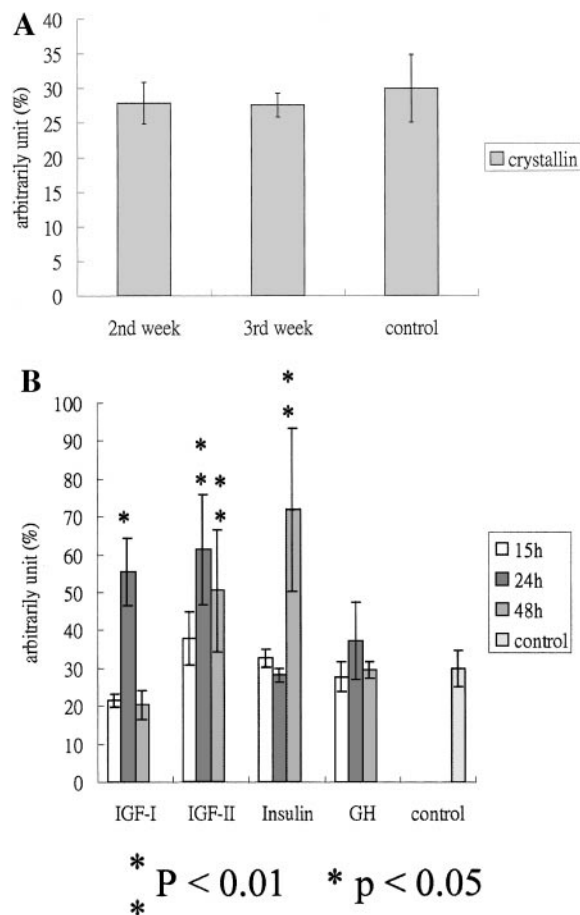 A
arbitrarily unit (%)
40
35
30
25
20
15
10
5
0
2nd week 3rd week control
crystallin
B
arbitrarily unit (%)
100
90
80
70
60
50
40
30
20
10
0
* * * * * * *
IGF-I IGF-II Insulin GH control
15h
24h
48h
control
* * P < 0.01 * p < 0.05